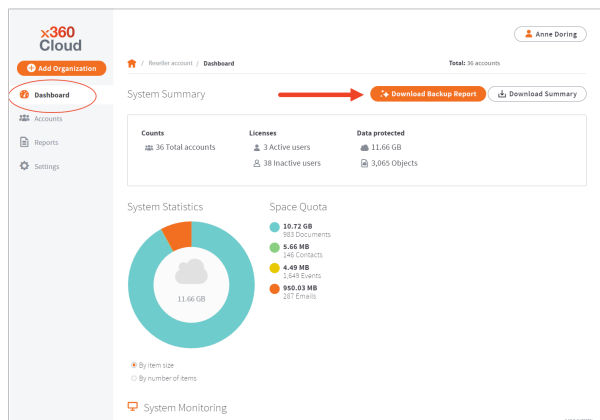 x360
Cloud
Anne Doring
Add Organization
/ Reseller account / Dashboard
Total: 36 accounts
Dashboard
System Summary
Download Backup Report
Download Summary
Accounts
Reports
Settings
Counts
Licenses
Data protected
36 Total accounts
3 Active users
11.66 GB
38 Inactive users
3,065 Objects
System Statistics
Space Quota
10.72 GB
983 Documents
5.66 MB
146 Contacts
4.49 MB
1,649 Events
950.03 MB
287 Emails
11.66 GB
By item size
By number of items
System Monitoring